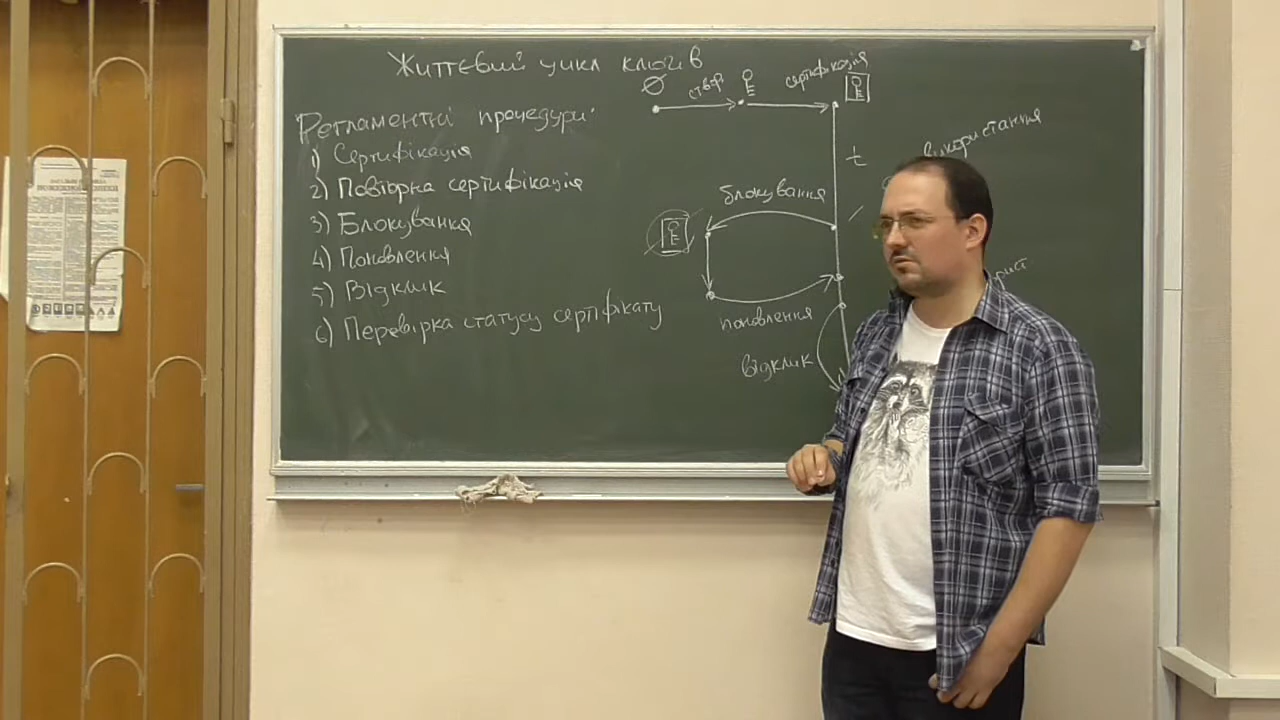 Життєвий цикл ключів
Регламентні процедури:
1) Сертифікація
2) Повторна сертифікація
3) Блокування
4) Поновлення
5) Відклик
6) Перевірка статусу сертифікату
∅
ств.
сертифікація
t
використання
блокування
поновлення
відклик